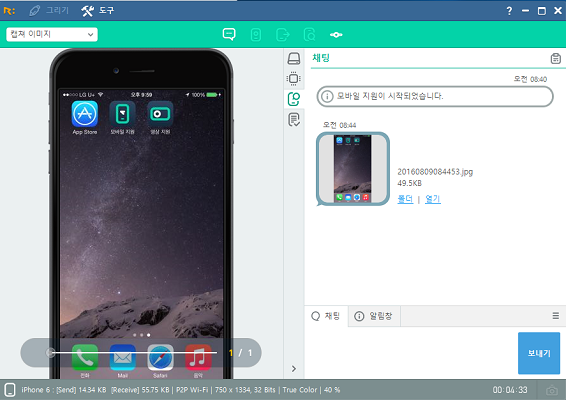 그리기 도구
캡쳐 이미지
LG U+ 오후 9:59 100%
App Store 모바일 지원 영상 지원
전화 Mail Safari 음악
1 / 1
채팅
오전 08:40
모바일 지원이 시작되었습니다.
오전 08:44
20160809084453.jpg
49.5KB
폴더 | 열기
채팅 알림창
보내기
iPhone 6 : [Send] 14.34 KB [Receive] 55.75 KB | P2P Wi-Fi | 750 x 1334, 32 Bits | True Color | 40 %
00:04:33